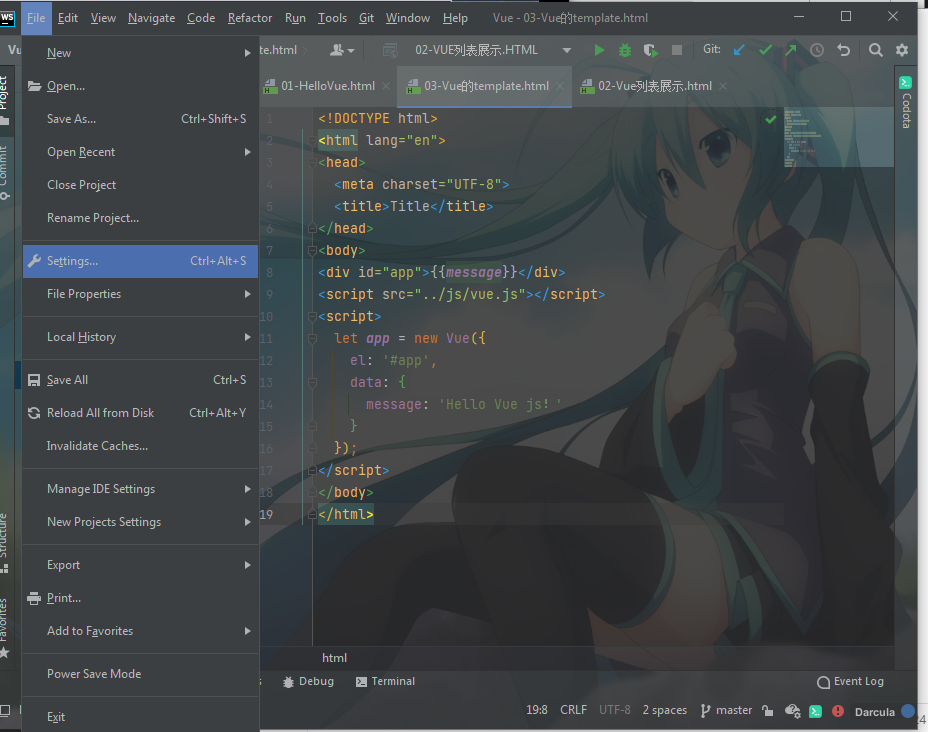 WS File Edit View Navigate Code Refactor Run Tools Git Window Help Vue - 03-Vue的template.html
Vu te.html 02-VUE列表展示.HTML Git:
01-HelloVue.html 03-Vue的template.html 02-Vue列表展示.html
New
Open...
Save As... Ctrl+Shift+S
Open Recent
Close Project
Rename Project...
Settings... Ctrl+Alt+S
File Properties
Local History
Save All Ctrl+S
Reload All from Disk Ctrl+Alt+Y
Invalidate Caches...
Manage IDE Settings
New Projects Settings
Export
Print...
Add to Favorites
Power Save Mode
Exit
Project
Commit
Structure
Favorites
1 <!DOCTYPE html>
2 <html lang="en">
3 <head>
4 <meta charset="UTF-8">
5 <title>Title</title>
6 </head>
7 <body>
8 <div id="app">{{message}}</div>
9 <script src="../js/vue.js"></script>
10 <script>
11 let app = new Vue({
12 el: '#app',
13 data: {
14 message: 'Hello Vue js!'
15 }
16 });
17 </script>
18 </body>
19 </html>
Codota
html
Debug Terminal Event Log
19:8 CRLF UTF-8 2 spaces master Darcula
24